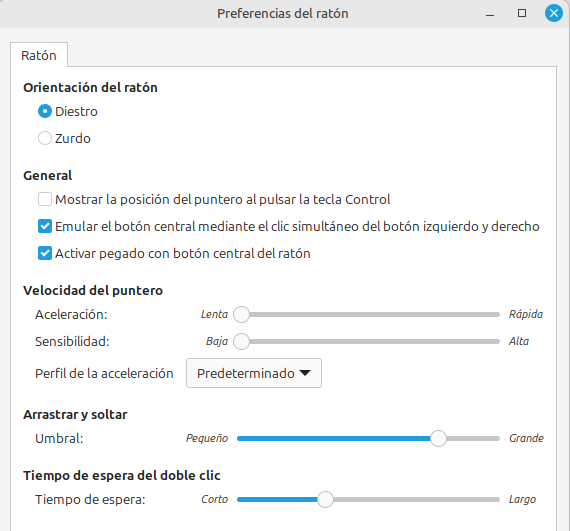 Preferencias del ratón
Ratón
Orientación del ratón
Diestro
Zurdo
General
Mostrar la posición del puntero al pulsar la tecla Control
Emular el botón central mediante el clic simultáneo del botón izquierdo y derecho
Activar pegado con botón central del ratón
Velocidad del puntero
Aceleración: Lenta Rápida
Sensibilidad: Baja Alta
Perfil de la acceleración Predeterminado
Arrastrar y soltar
Umbral: Pequeño Grande
Tiempo de espera del doble clic
Tiempo de espera: Corto Largo